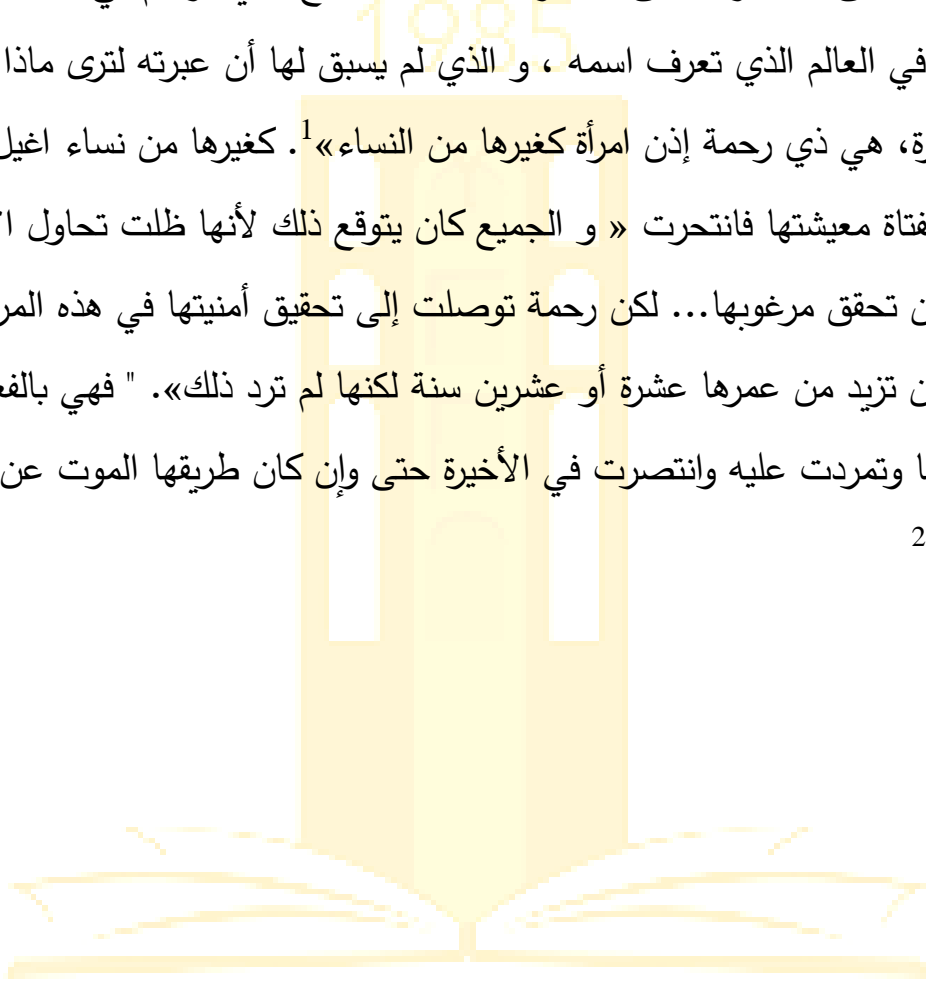 1985
في العالم الذي تعرف اسمه ، و الذي لم يسبق لها أن عبرته لترى ماذا
رة، هي ذي رحمة إذن امرأة كغيرها من النساء»1. كغيرها من نساء اغيل
فتاة معيشتها فانتحرت « و الجميع كان يتوقع ذلك لأنها ظلت تحاول ا
ن تحقق مرغوبها... لكن رحمة توصلت إلى تحقيق أمنيتها في هذه المر
ن تزيد من عمرها عشرة أو عشرين سنة لكنها لم ترد ذلك». " فهي بالفع
ا وتمردت عليه وانتصرت في الأخيرة حتى وإن كان طريقها الموت عن
2